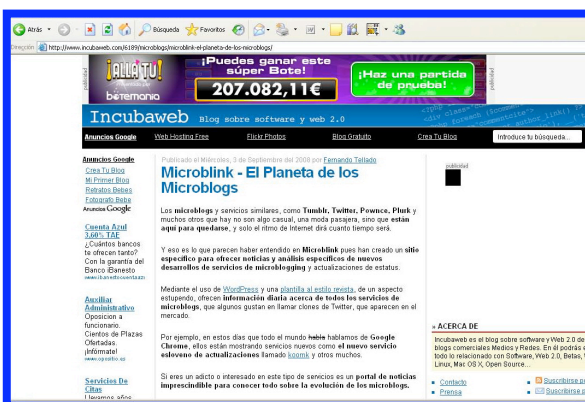 Atrás
Búsqueda
Favoritos
Dirección http://www.incubaweb.com/6189/microblogs/microblink-el-planeta-de-los-microblogs/
publicidad
¡ALLÁ TÚ!
botemania
¿Puedes ganar este
súper Bote!
207.082,11€
¡Haz una partida
de prueba!
publicidad
Incubaweb Blog sobre software y web 2.0
Anuncios Google Web Hosting Free Flickr Photos Blog Gratuito Crea Tu Blog Introduce tu búsqueda...
Anuncios Google
Crea Tu Blog
Mi Primer Blog
Retratos Bebes
Fotografo Bebe
Anuncios Google
Cuenta Azul
3,60% TAE
¿Cuántos bancos
te ofrecen tanto?
Con la garantía del
Banco iBanesto
Auxiliar
Administrativo
Oposicion a
funcionario.
Cientos de Plazas
Ofertadas.
¡Infórmate!
www.opositio.es
Servicios De
Citas
Llevamos años
Publicado el Miércoles, 3 de Septiembre del 2008 por Fernando Tellado
Microblink - El Planeta de los
Microblogs
Los microblogs y servicios similares, como Tumblr, Twitter, Pownce, Plurk y
muchos otros que hay no son algo casual, una moda pasajera, sino que están
aquí para quedarse, y solo el ritmo de Internet dirá cuanto tiempo será.
Y eso es lo que parecen haber entendido en Microblink pues han creado un sitio
específico para ofrecer noticias y análisis específicos de nuevos
desarrollos de servicios de microblogging y actualizaciones de estatus.
Mediante el uso de WordPress y una plantilla al estilo revista, de un aspecto
estupendo, ofrecen información diaria acerca de todos los servicios de
microblogs, que algunos gustan en llamar clones de Twitter, que aparecen en el
mercado.
Por ejemplo, en estos días que todo el mundo habla hablamos de Google
Chrome, ellos están mostrando servicios nuevos como el nuevo servicio
esloveno de actualizaciones llamado koornk y otros muchos.
Si eres un adicto o interesado en este tipo de servicios es un portal de noticias
imprescindible para conocer todo sobre la evolución de los microblogs.
publicidad
» ACERCA DE
Incubaweb es el blog sobre software y Web 2.0 de
blogs comerciales Medios y Redes. En él podrás e
todo lo relacionado con Software, Web 2.0, Betas, W
Linux, Mac OS X, Open Source...
Contacto
Prensa
Suscribirse p
Suscribirse p